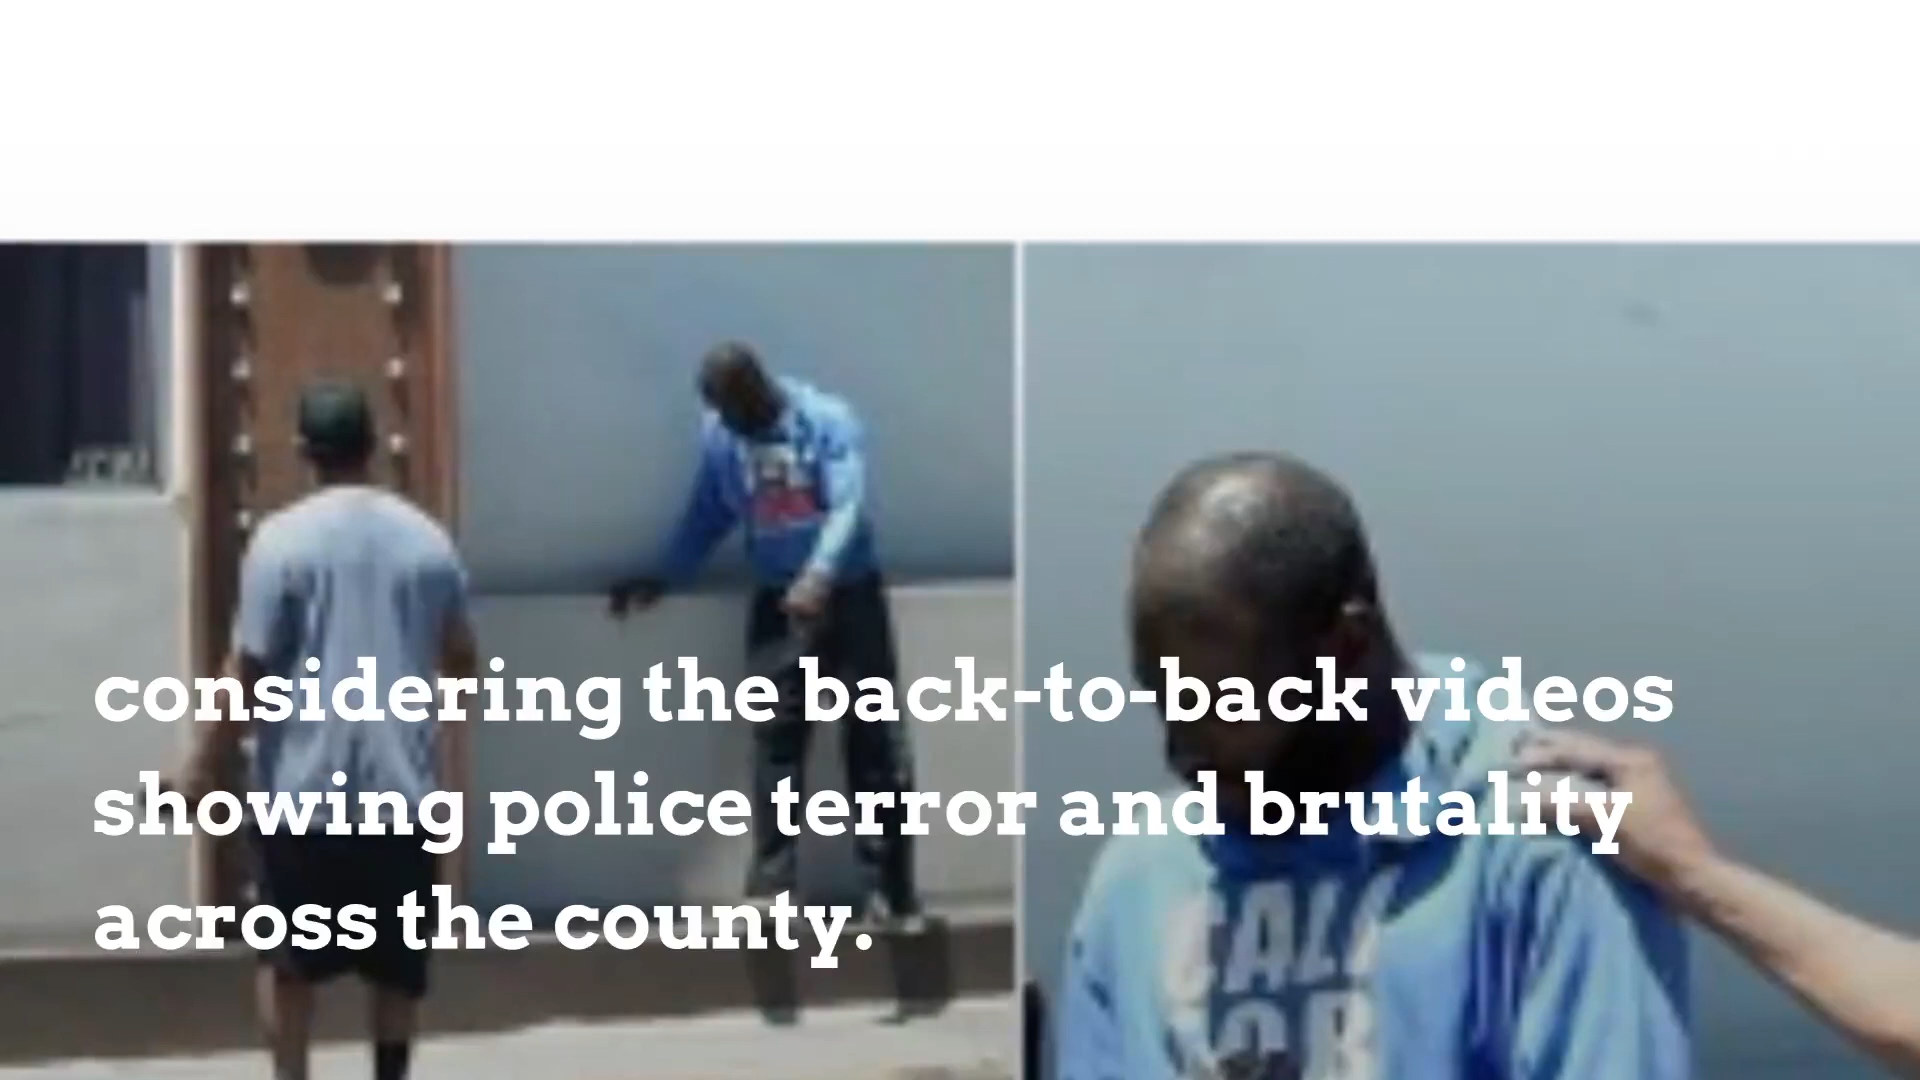 considering the back-to-back videos
showing police terror and brutality
across the county.